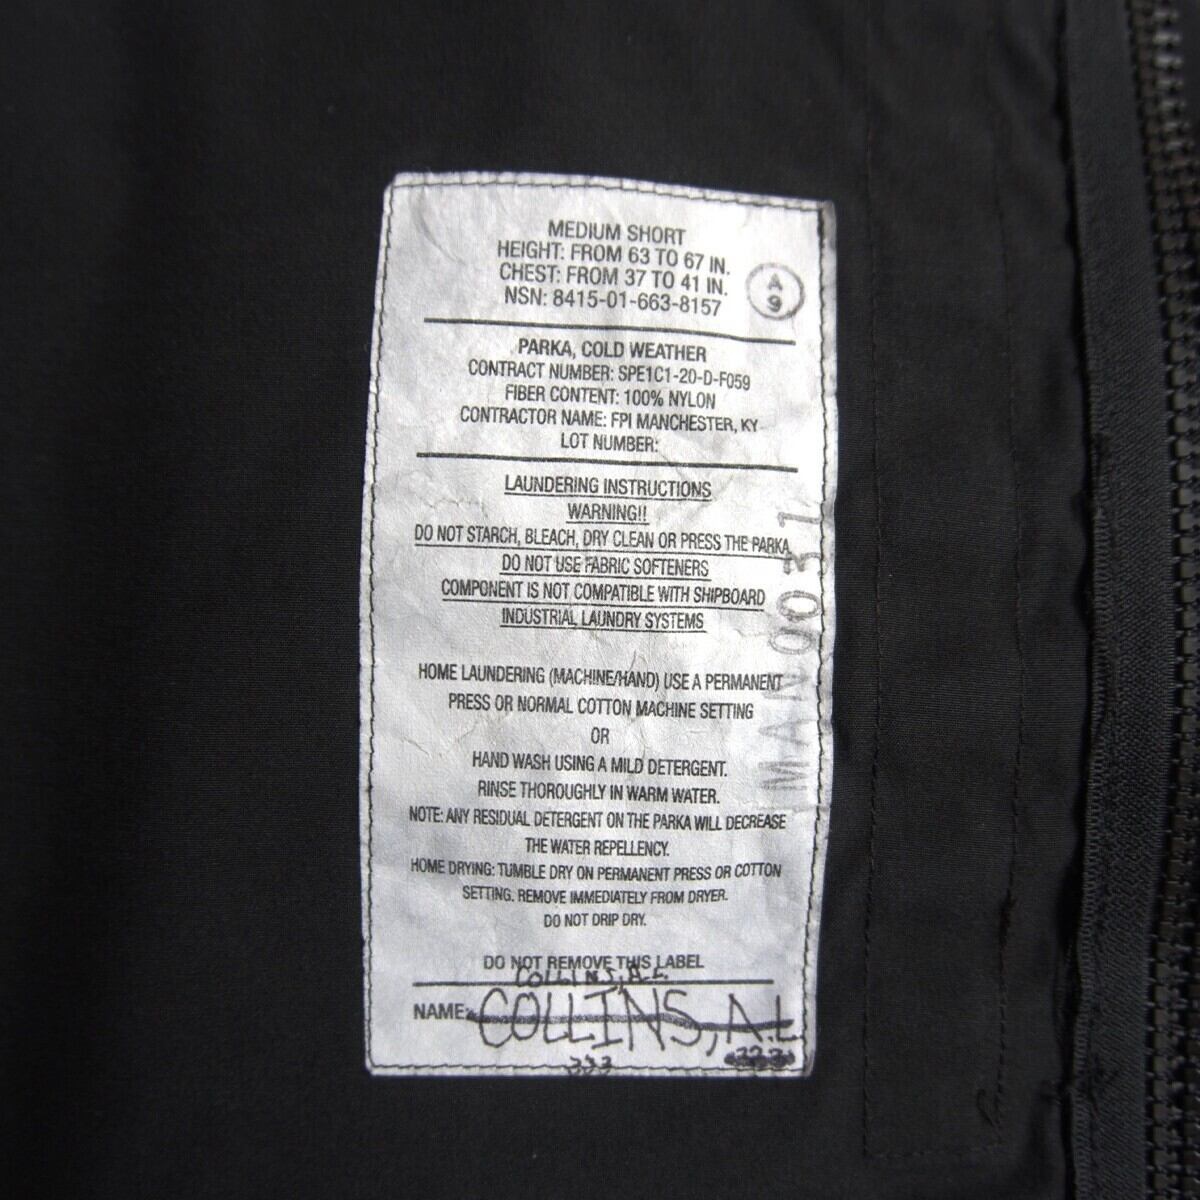 MEDIUM SHORT
HEIGHT: FROM 63 TO 67 IN.
CHEST: FROM 37 TO 41 IN.
NSN: 8415-01-663-8157
A
9
PARKA, COLD WEATHER
CONTRACT NUMBER: SPE1C1-20-D-F059
FIBER CONTENT: 100% NYLON
CONTRACTOR NAME: FPI MANCHESTER, KY
LOT NUMBER:
LAUNDERING INSTRUCTIONS
WARNING!!
DO NOT STARCH, BLEACH, DRY CLEAN OR PRESS THE PARKA
DO NOT USE FABRIC SOFTENERS
COMPONENT IS NOT COMPATIBLE WITH SHIPBOARD
INDUSTRIAL LAUNDRY SYSTEMS
MAN0031
HOME LAUNDERING (MACHINE/HAND) USE A PERMANENT
PRESS OR NORMAL COTTON MACHINE SETTING
OR
HAND WASH USING A MILD DETERGENT.
RINSE THOROUGHLY IN WARM WATER.
NOTE: ANY RESIDUAL DETERGENT ON THE PARKA WILL DECREASE
THE WATER REPELLENCY.
HOME DRYING: TUMBLE DRY ON PERMANENT PRESS OR COTTON
SETTING. REMOVE IMMEDIATELY FROM DRYER.
DO NOT DRIP DRY.
DO NOT REMOVE THIS LABEL
COLLINS, A.L.
NAME: COLLINS, A.L
333